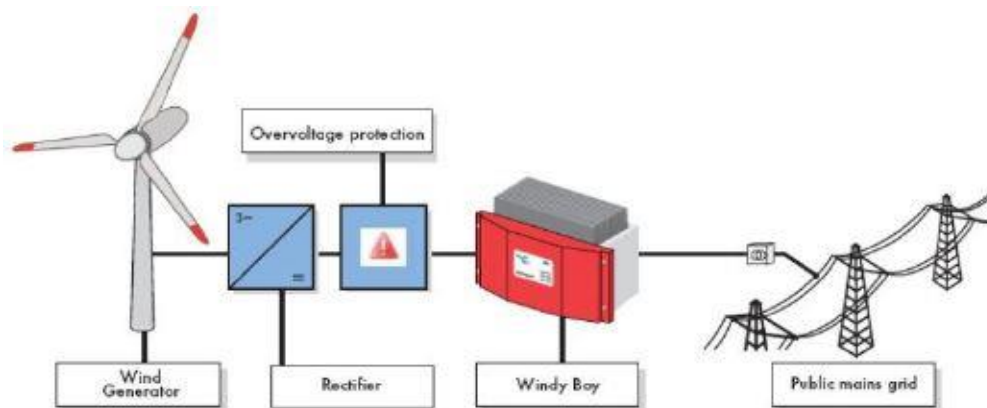 Overvoltage protection
3~
=
Wind
Generator
Rectifier
Windy Boy
Public mains grid